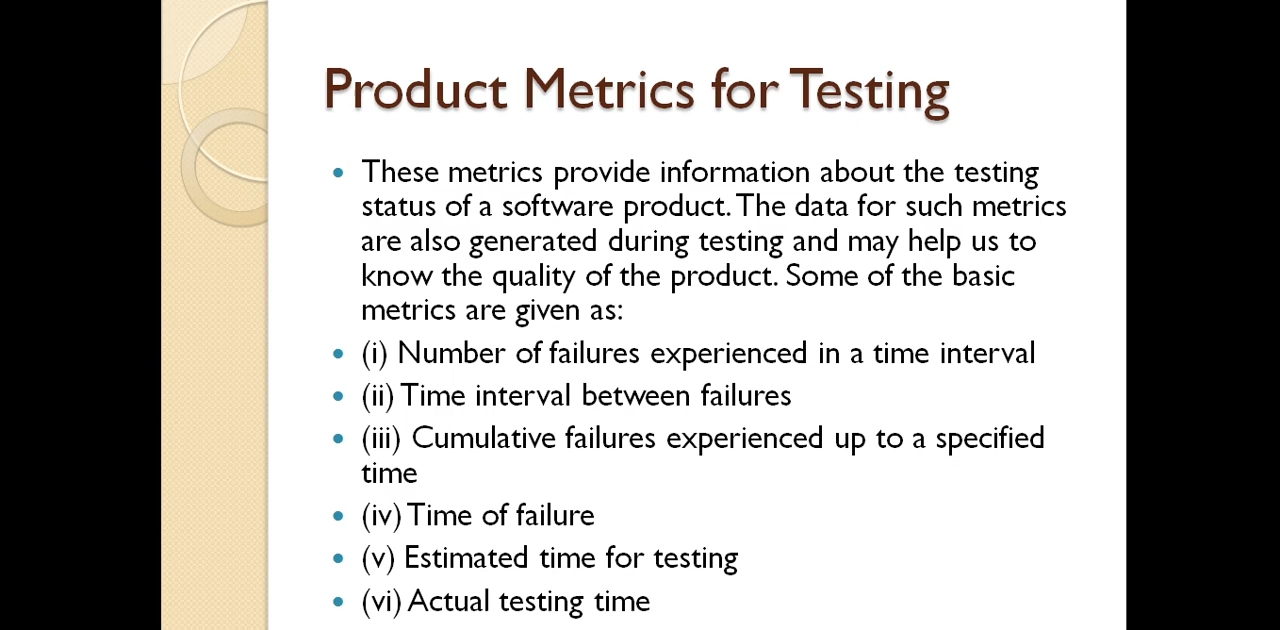 Product Metrics for Testing
• These metrics provide information about the testing
status of a software product. The data for such metrics
are also generated during testing and may help us to
know the quality of the product. Some of the basic
metrics are given as:
• (i) Number of failures experienced in a time interval
• (ii) Time interval between failures
• (iii) Cumulative failures experienced up to a specified
time
• (iv) Time of failure
• (v) Estimated time for testing
• (vi) Actual testing time